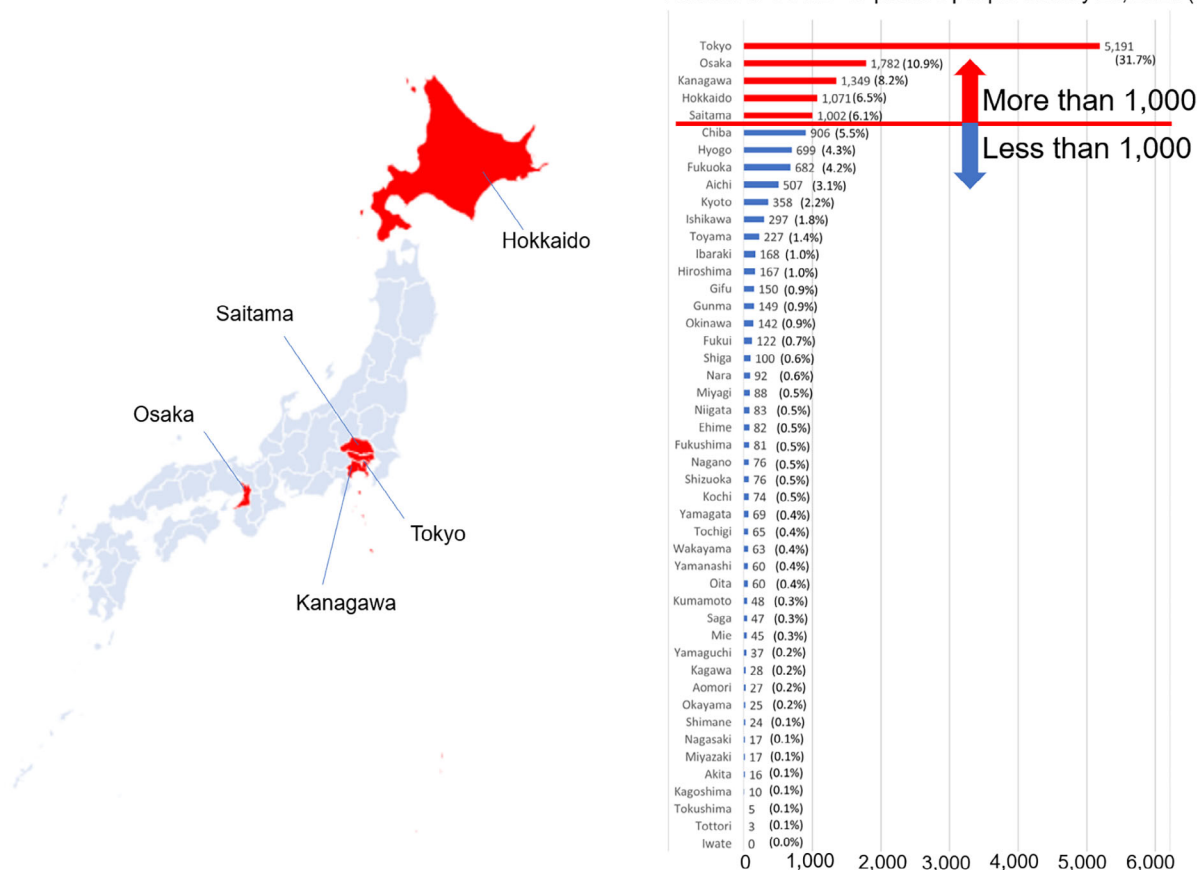 Hokkaido
Saitama
Osaka
Tokyo
Kanagawa
Tokyo 5,191
(31.7%)
Osaka 1,782 (10.9%)
Kanagawa 1,349 (8.2%)
Hokkaido 1,071 (6.5%)
More than 1,000
Saitama 1,002 (6.1%)
Chiba 906 (5.5%)
Less than 1,000
Hyogo 699 (4.3%)
Fukuoka 682 (4.2%)
Aichi 507 (3.1%)
Kyoto 358 (2.2%)
Ishikawa 297 (1.8%)
Toyama 227 (1.4%)
Ibaraki 168 (1.0%)
Hiroshima 167 (1.0%)
Gifu 150 (0.9%)
Gunma 149 (0.9%)
Okinawa 142 (0.9%)
Fukui 122 (0.7%)
Shiga 100 (0.6%)
Nara 92 (0.6%)
Miyagi 88 (0.5%)
Niigata 83 (0.5%)
Ehime 82 (0.5%)
Fukushima 81 (0.5%)
Nagano 76 (0.5%)
Shizuoka 76 (0.5%)
Kochi 74 (0.5%)
Yamagata 69 (0.4%)
Tochigi 65 (0.4%)
Wakayama 63 (0.4%)
Yamanashi 60 (0.4%)
Oita 60 (0.4%)
Kumamoto 48 (0.3%)
Saga 47 (0.3%)
Mie 45 (0.3%)
Yamaguchi 37 (0.2%)
Kagawa 28 (0.2%)
Aomori 27 (0.2%)
Okayama 25 (0.2%)
Shimane 24 (0.1%)
Nagasaki 17 (0.1%)
Miyazaki 17 (0.1%)
Akita 16 (0.1%)
Kagoshima 10 (0.1%)
Tokushima 5 (0.1%)
Tottori 3 (0.1%)
Iwate 0 (0.0%)
0 1,000 2,000 3,000 4,000 5,000 6,000